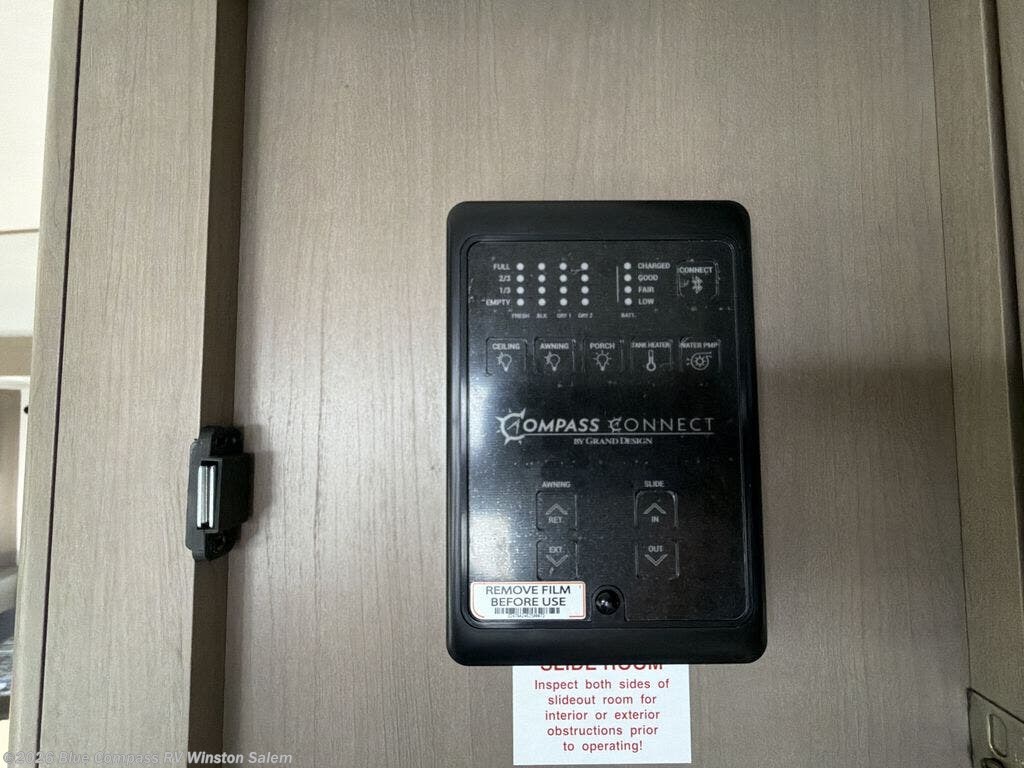 FULL
2/3
1/3
EMPTY
FRESH BLK GRY 1 GRY 2
CHARGED
GOOD
FAIR
LOW
BATT.
CONNECT
CEILING AWNING PORCH TANK HEATER WATER PMP
COMPASS CONNECT
BY GRAND DESIGN
AWNING SLIDE
RET. IN
EXT. OUT
REMOVE FILM
BEFORE USE
SLIDE ROOM
Inspect both sides of
slideout room for
interior or exterior
obstructions prior
to operating!
©2026 Blue Compass RV Winston Salem